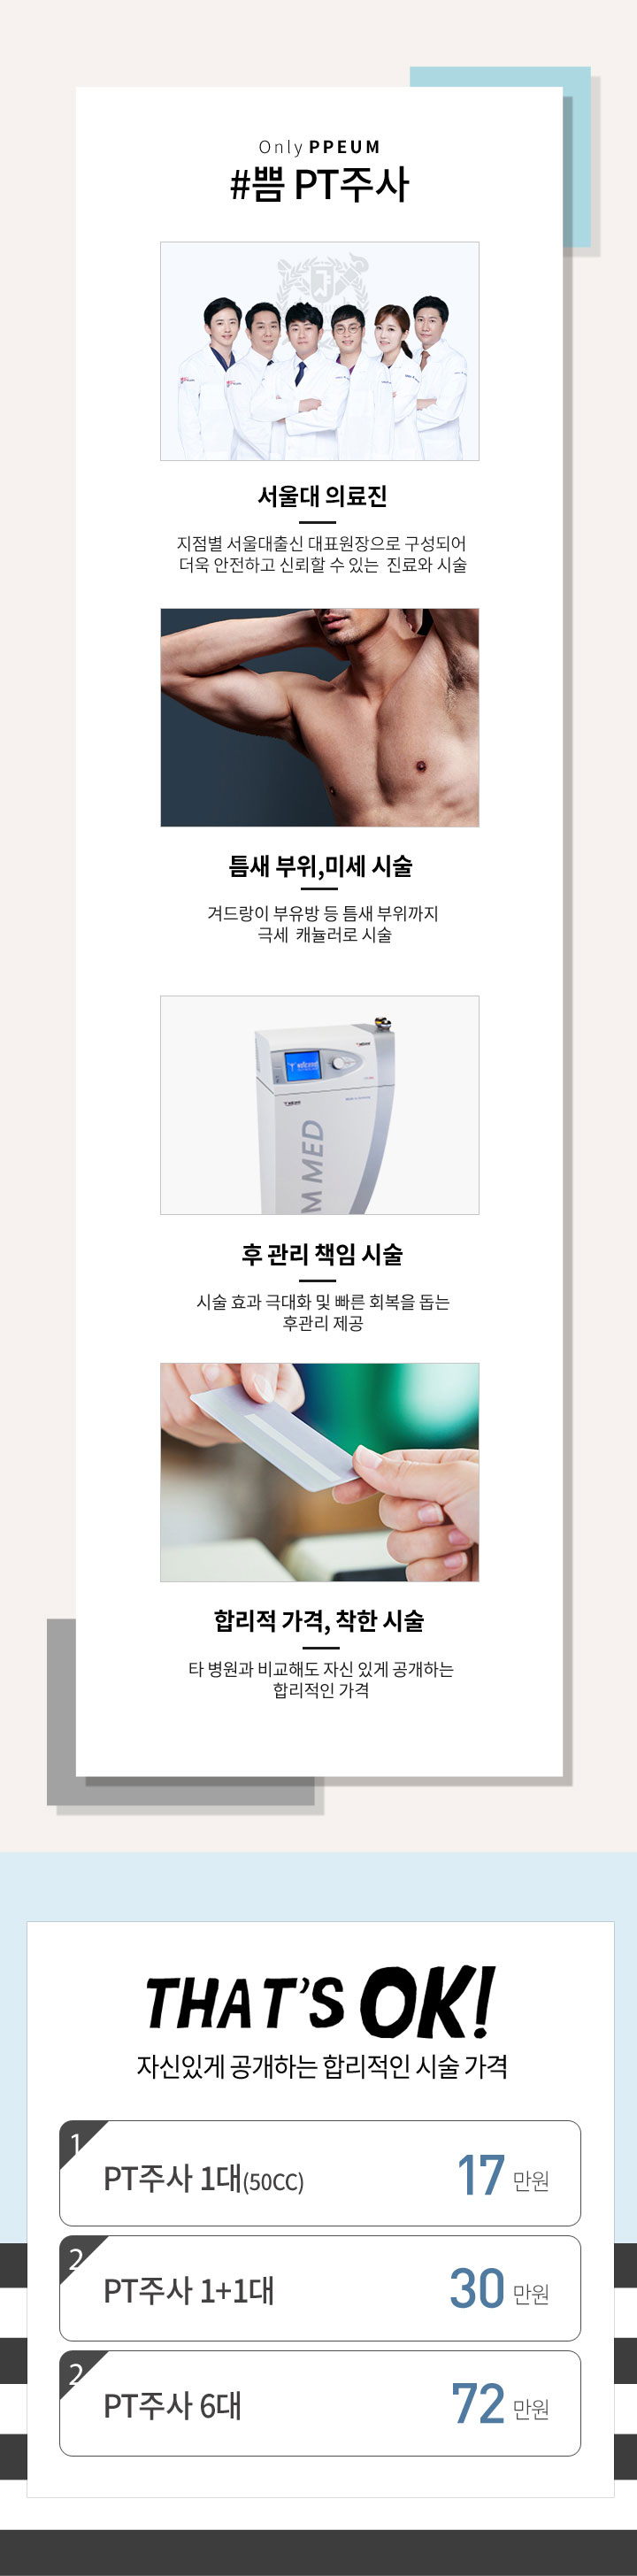 Only PPEUM
#쁨 PT주사
서울대 의료진
지점별 서울대출신 대표원장으로 구성되어
더욱 안전하고 신뢰할 수 있는 진료와 시술
틈새 부위,미세 시술
겨드랑이 부유방 등 틈새 부위까지
극세 캐뉼러로 시술
M MED
후 관리 책임 시술
시술 효과 극대화 및 빠른 회복을 돕는
후관리 제공
합리적 가격, 착한 시술
타 병원과 비교해도 자신 있게 공개하는
합리적인 가격
THAT'S OK!
자신있게 공개하는 합리적인 시술 가격
1
PT주사 1대(50CC) 17 만원
2
PT주사 1+1대 30 만원
2
PT주사 6대 72 만원